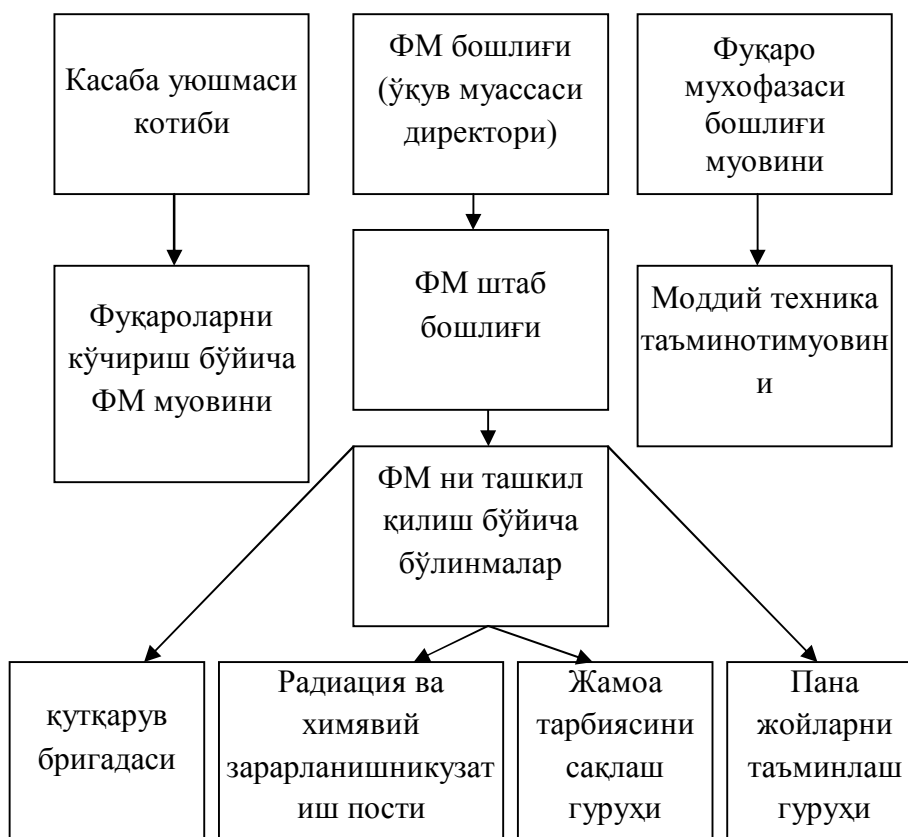 Касаба уюшмаси
котиби
ФМ бошлиғи
(ўқув муассаси
директори)
Фуқаро
мухофазаси
бошлиғи
муовини
Фуқароларни
кўчириш бўйича
ФМ муовини
ФМ штаб
бошлиғи
Моддий техника
таъминотимуовин
и
ФМ ни ташкил
қилиш бўйича
бўлинмалар
қутқарув
бригадаси
Радиация ва
химявий
зарарланишникузат
иш пости
Жамоа
тарбиясини
сақлаш
гуруҳи
Пана
жойларни
таъминлаш
гуруҳи